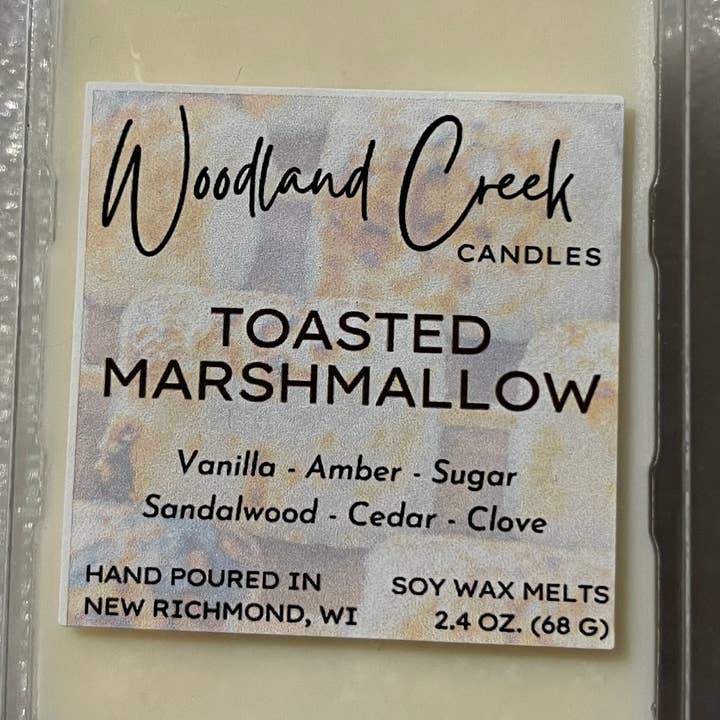 Woodland Creek
CANDLES
TOASTED
MARSHMALLOW
Vanilla - Amber - Sugar
Sandalwood - Cedar - Clove
HAND POURED IN
NEW RICHMOND, WI
SOY WAX MELTS
2.4 OZ. (68 G)